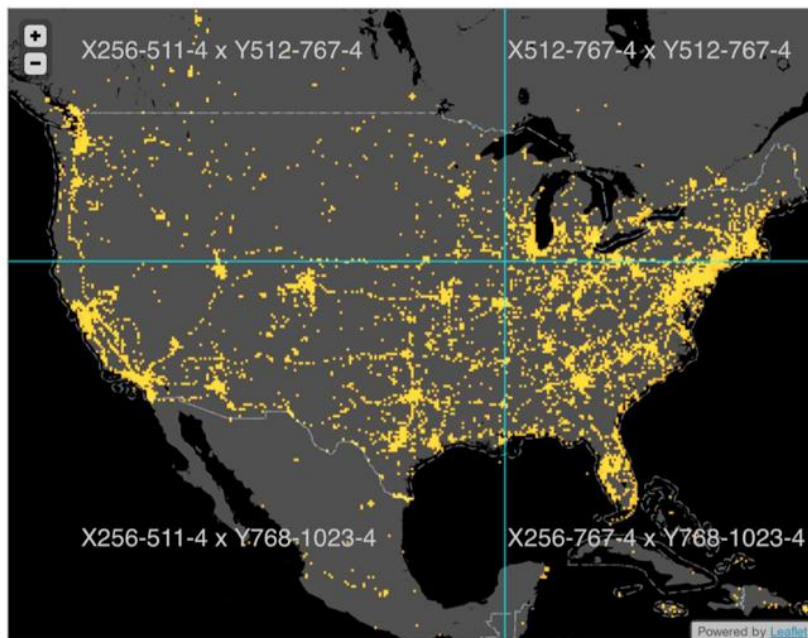 +
−
X256-511-4 x Y512-767-4
X512-767-4 x Y512-767-4
X256-511-4 x Y768-1023-4
X256-767-4 x Y768-1023-4
Powered by Leaflet